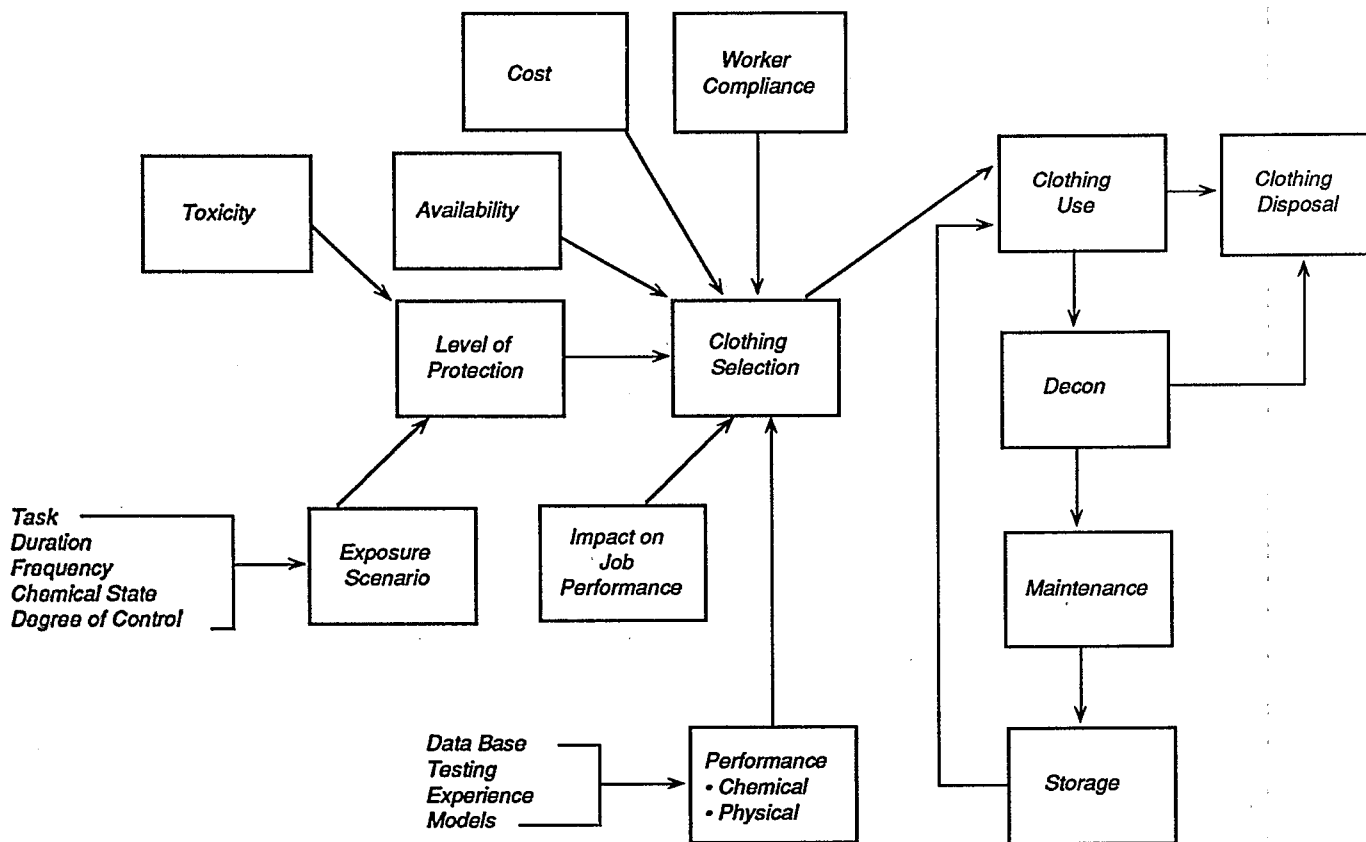 Cost
Worker
Compliance
Toxicity
Availability
Clothing
Use
Clothing
Disposal
Level of
Protection
Clothing
Selection
Decon
Task
Duration
Frequency
Chemical State
Degree of Control
Exposure
Scenario
Impact on
Job
Performance
Maintenance
Data Base
Testing
Experience
Models
Performance
• Chemical
• Physical
Storage